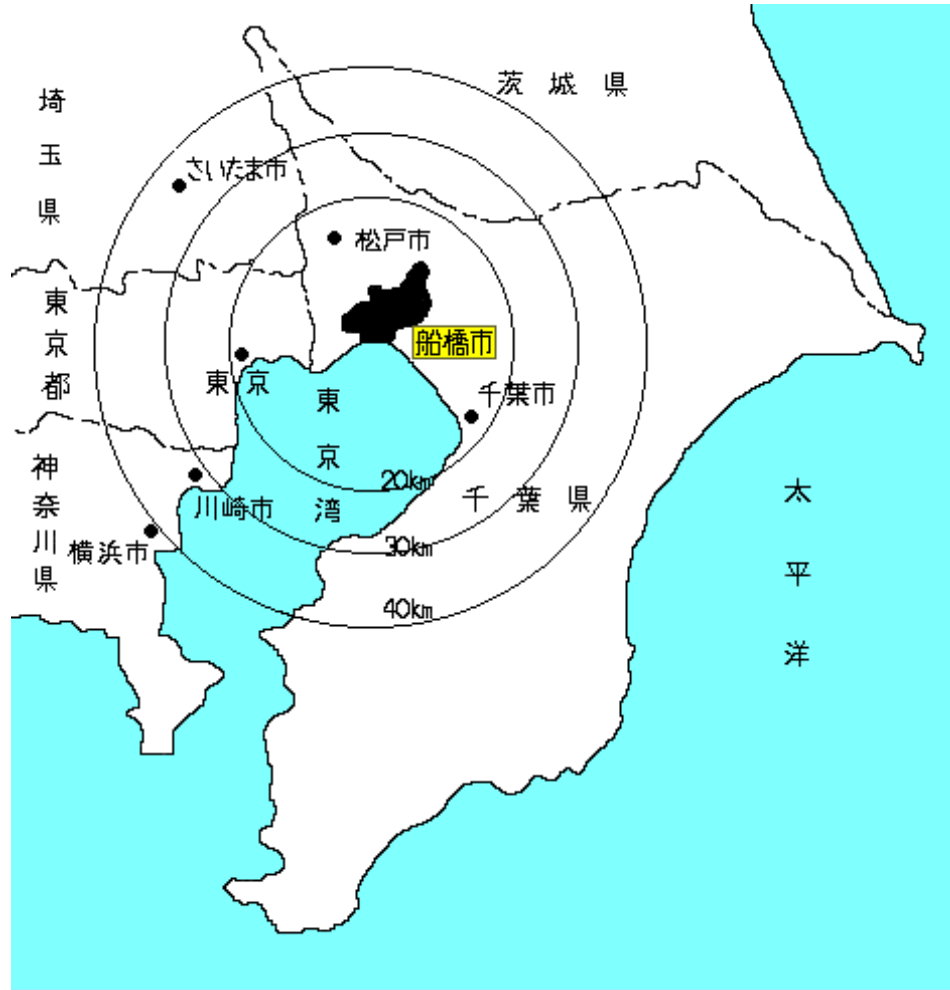 茨城県
埼玉県
さいたま市
松戸市
東京都
船橋市
東京
千葉市
東京湾
20km
千葉県
太平洋
神奈川県
川崎市
横浜市
30km
40km